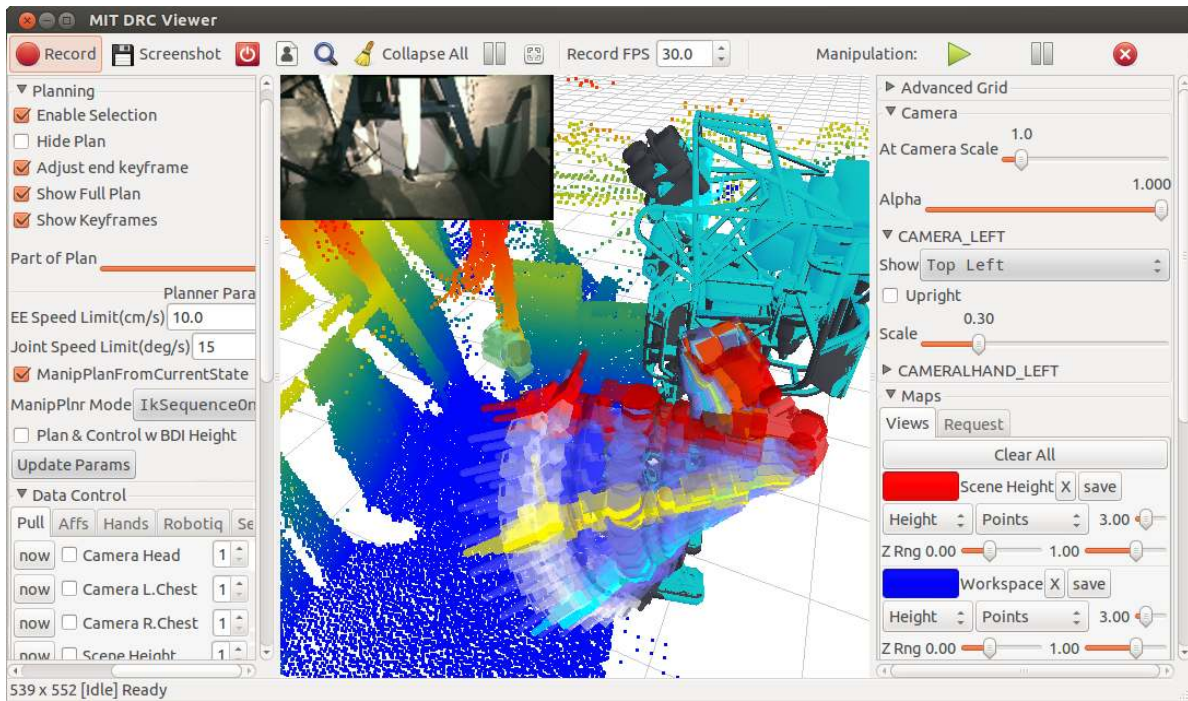 MIT DRC Viewer
Record Screenshot Collapse All Record FPS 30.0 Manipulation:
Planning
Enable Selection
Hide Plan
Adjust end keyframe
Show Full Plan
Show Keyframes
Part of Plan
Planner Para
EE Speed Limit(cm/s) 10.0
Joint Speed Limit(deg/s) 15
ManipPlanFromCurrentState
ManipPlnr Mode IkSequenceOn
Plan & Control w BDI Height
Update Params
Data Control
Pull Affs Hands Robotiq Se
now Camera Head 1
now Camera L.Chest 1
now Camera R.Chest 1
now Scene Height 1
Advanced Grid
Camera
1.0
At Camera Scale
1.000
Alpha
CAMERA_LEFT
Show Top Left
Upright
0.30
Scale
CAMERALHAND_LEFT
Maps
Views Request
Clear All
Scene Height X save
Height Points 3.00
Z Rng 0.00 1.00
Workspace X save
Height Points 3.00
Z Rng 0.00 1.00
539 x 552 [Idle] Ready